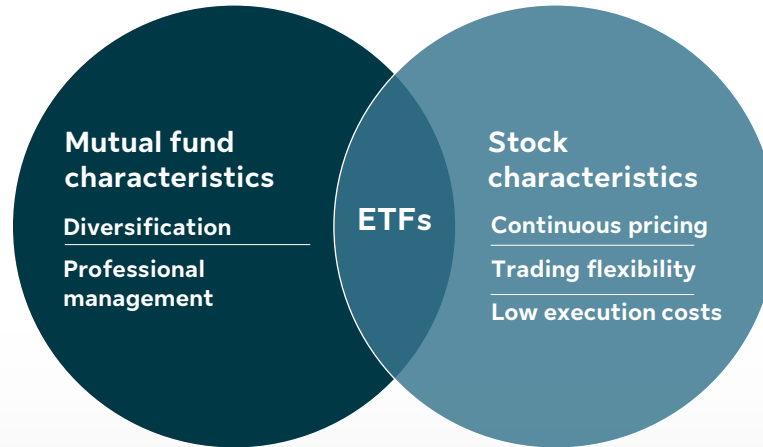 Mutual fund
characteristics
Diversification
Professional
management
ETFs
Stock
characteristics
Continuous pricing
Trading flexibility
Low execution costs